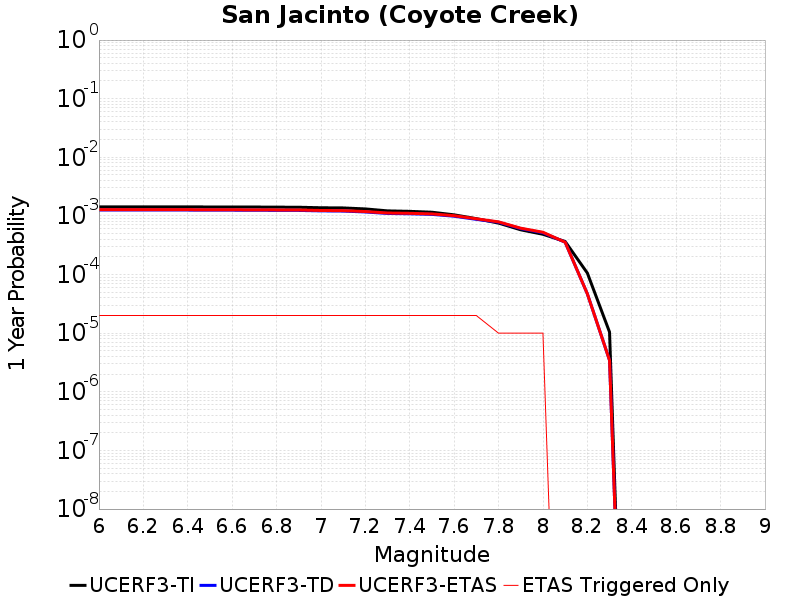 San Jacinto (Coyote Creek)
10^0
10^-1
10^-2
10^-3
10^-4
10^-5
10^-6
10^-7
10^-8
1 Year Probability
6 6.2 6.4 6.6 6.8 7 7.2 7.4 7.6 7.8 8 8.2 8.4 8.6 8.8 9
Magnitude
UCERF3-TI UCERF3-TD UCERF3-ETAS ETAS Triggered Only